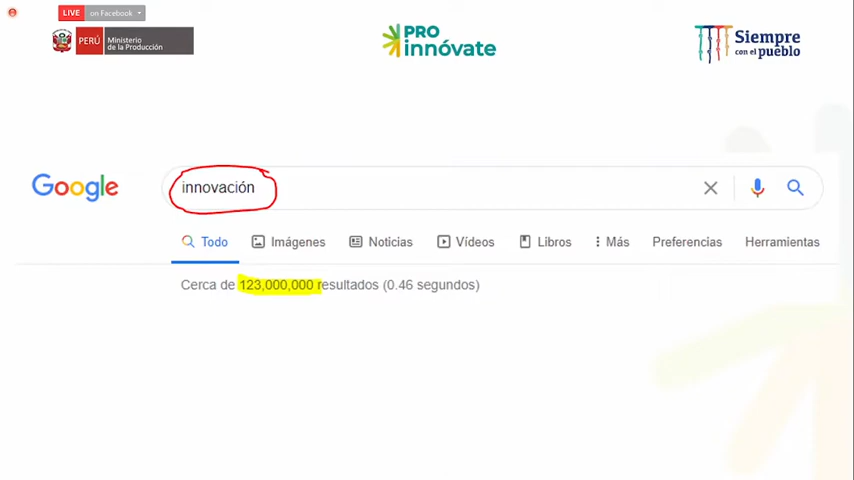 LIVE on Facebook
PERÚ Ministerio de la Producción
PRO innóvate
Siempre con el pueblo
Google innovación
Todo Imágenes Noticias Vídeos Libros Más Preferencias Herramientas
Cerca de 123,000,000 resultados (0.46 segundos)